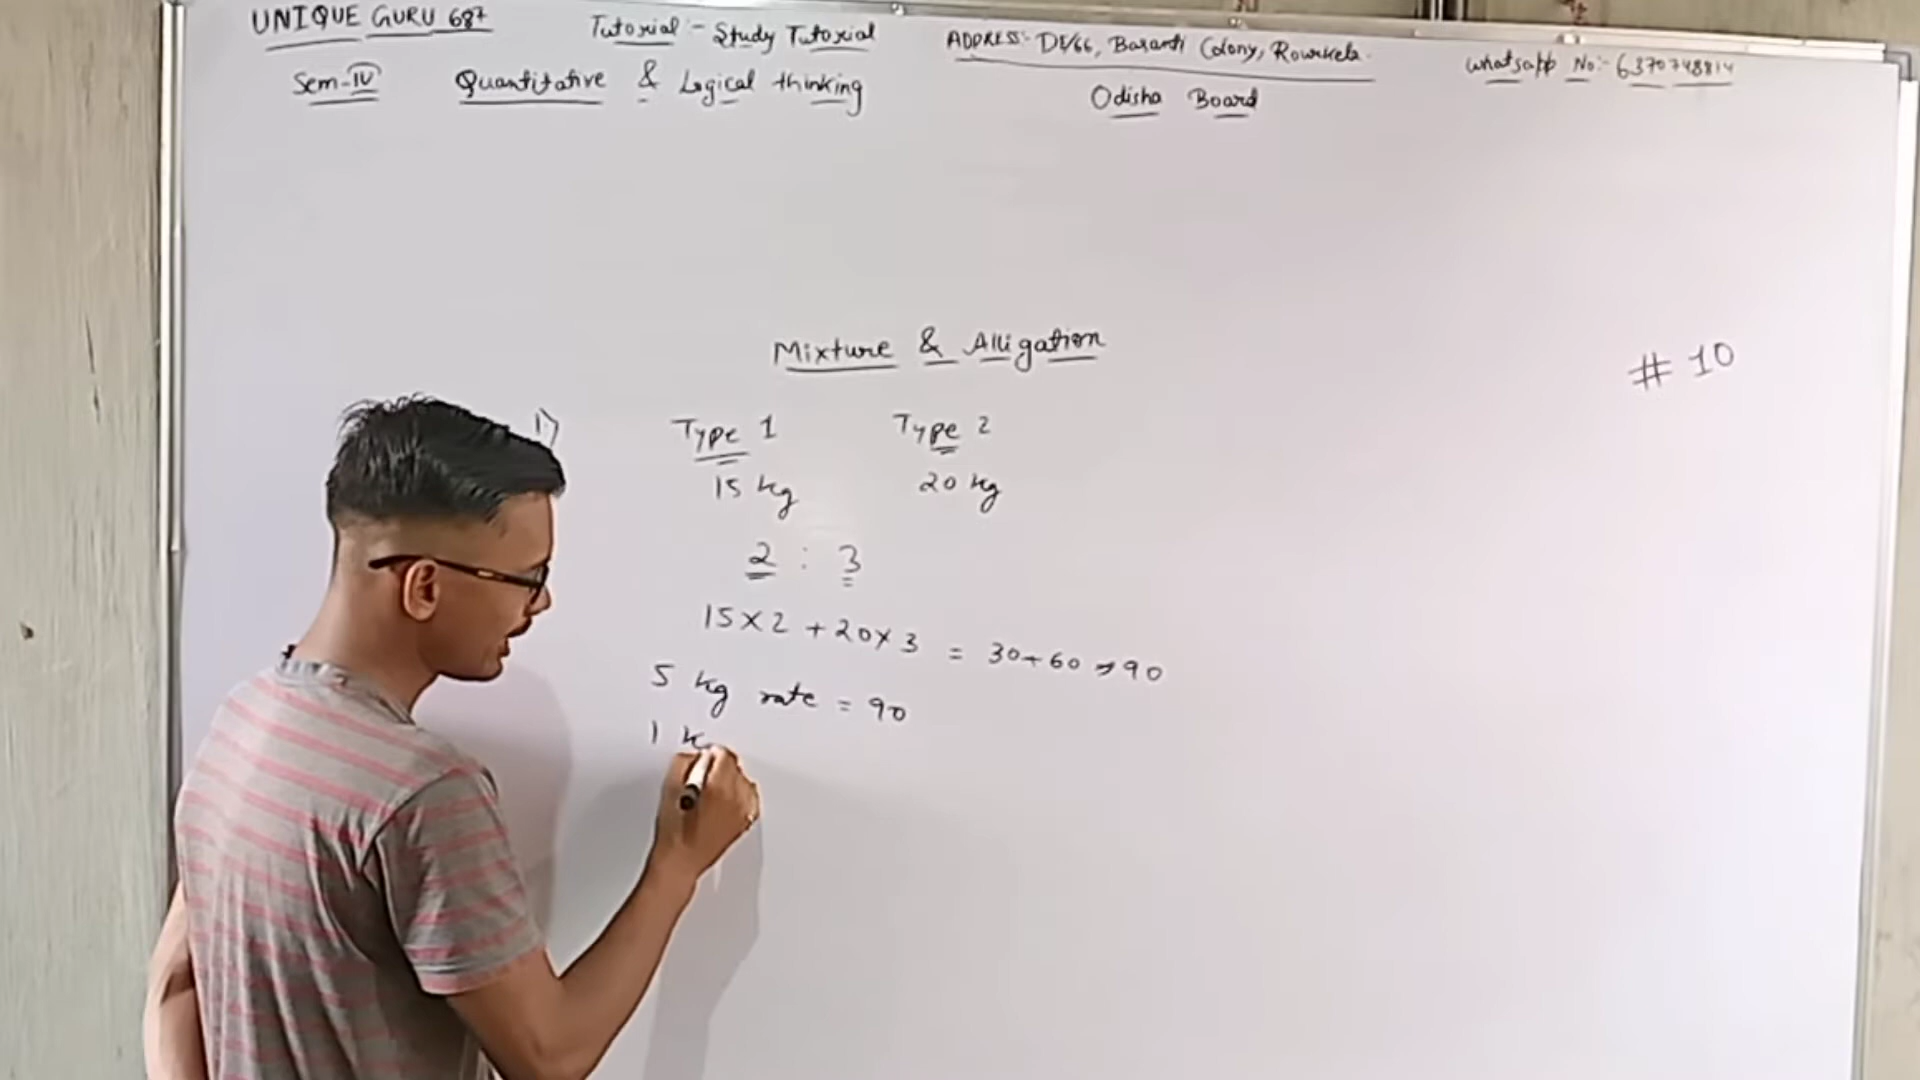 UNIQUE GURU 687
Tutorial :- Study Tutorial
ADDRESS:- DE/66, Basanti Colony, Rourkela.
Whatsapp No:- 6370748814
Sem-IV
Quantitative & Logical thinking
Odisha Board
Mixture & Alligation
# 10
1)
Type 1 Type 2
15 kg 20 kg
2 : 3
15 x 2 + 20 x 3 = 30+60 => 90
5 kg rate = 90
1 K